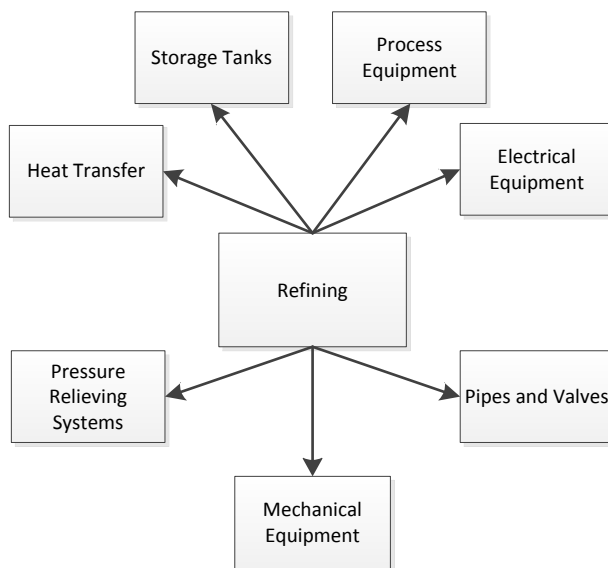 Storage Tanks
Process
Equipment
Heat Transfer
Electrical
Equipment
Refining
Pressure
Relieving
Systems
Pipes and Valves
Mechanical
Equipment